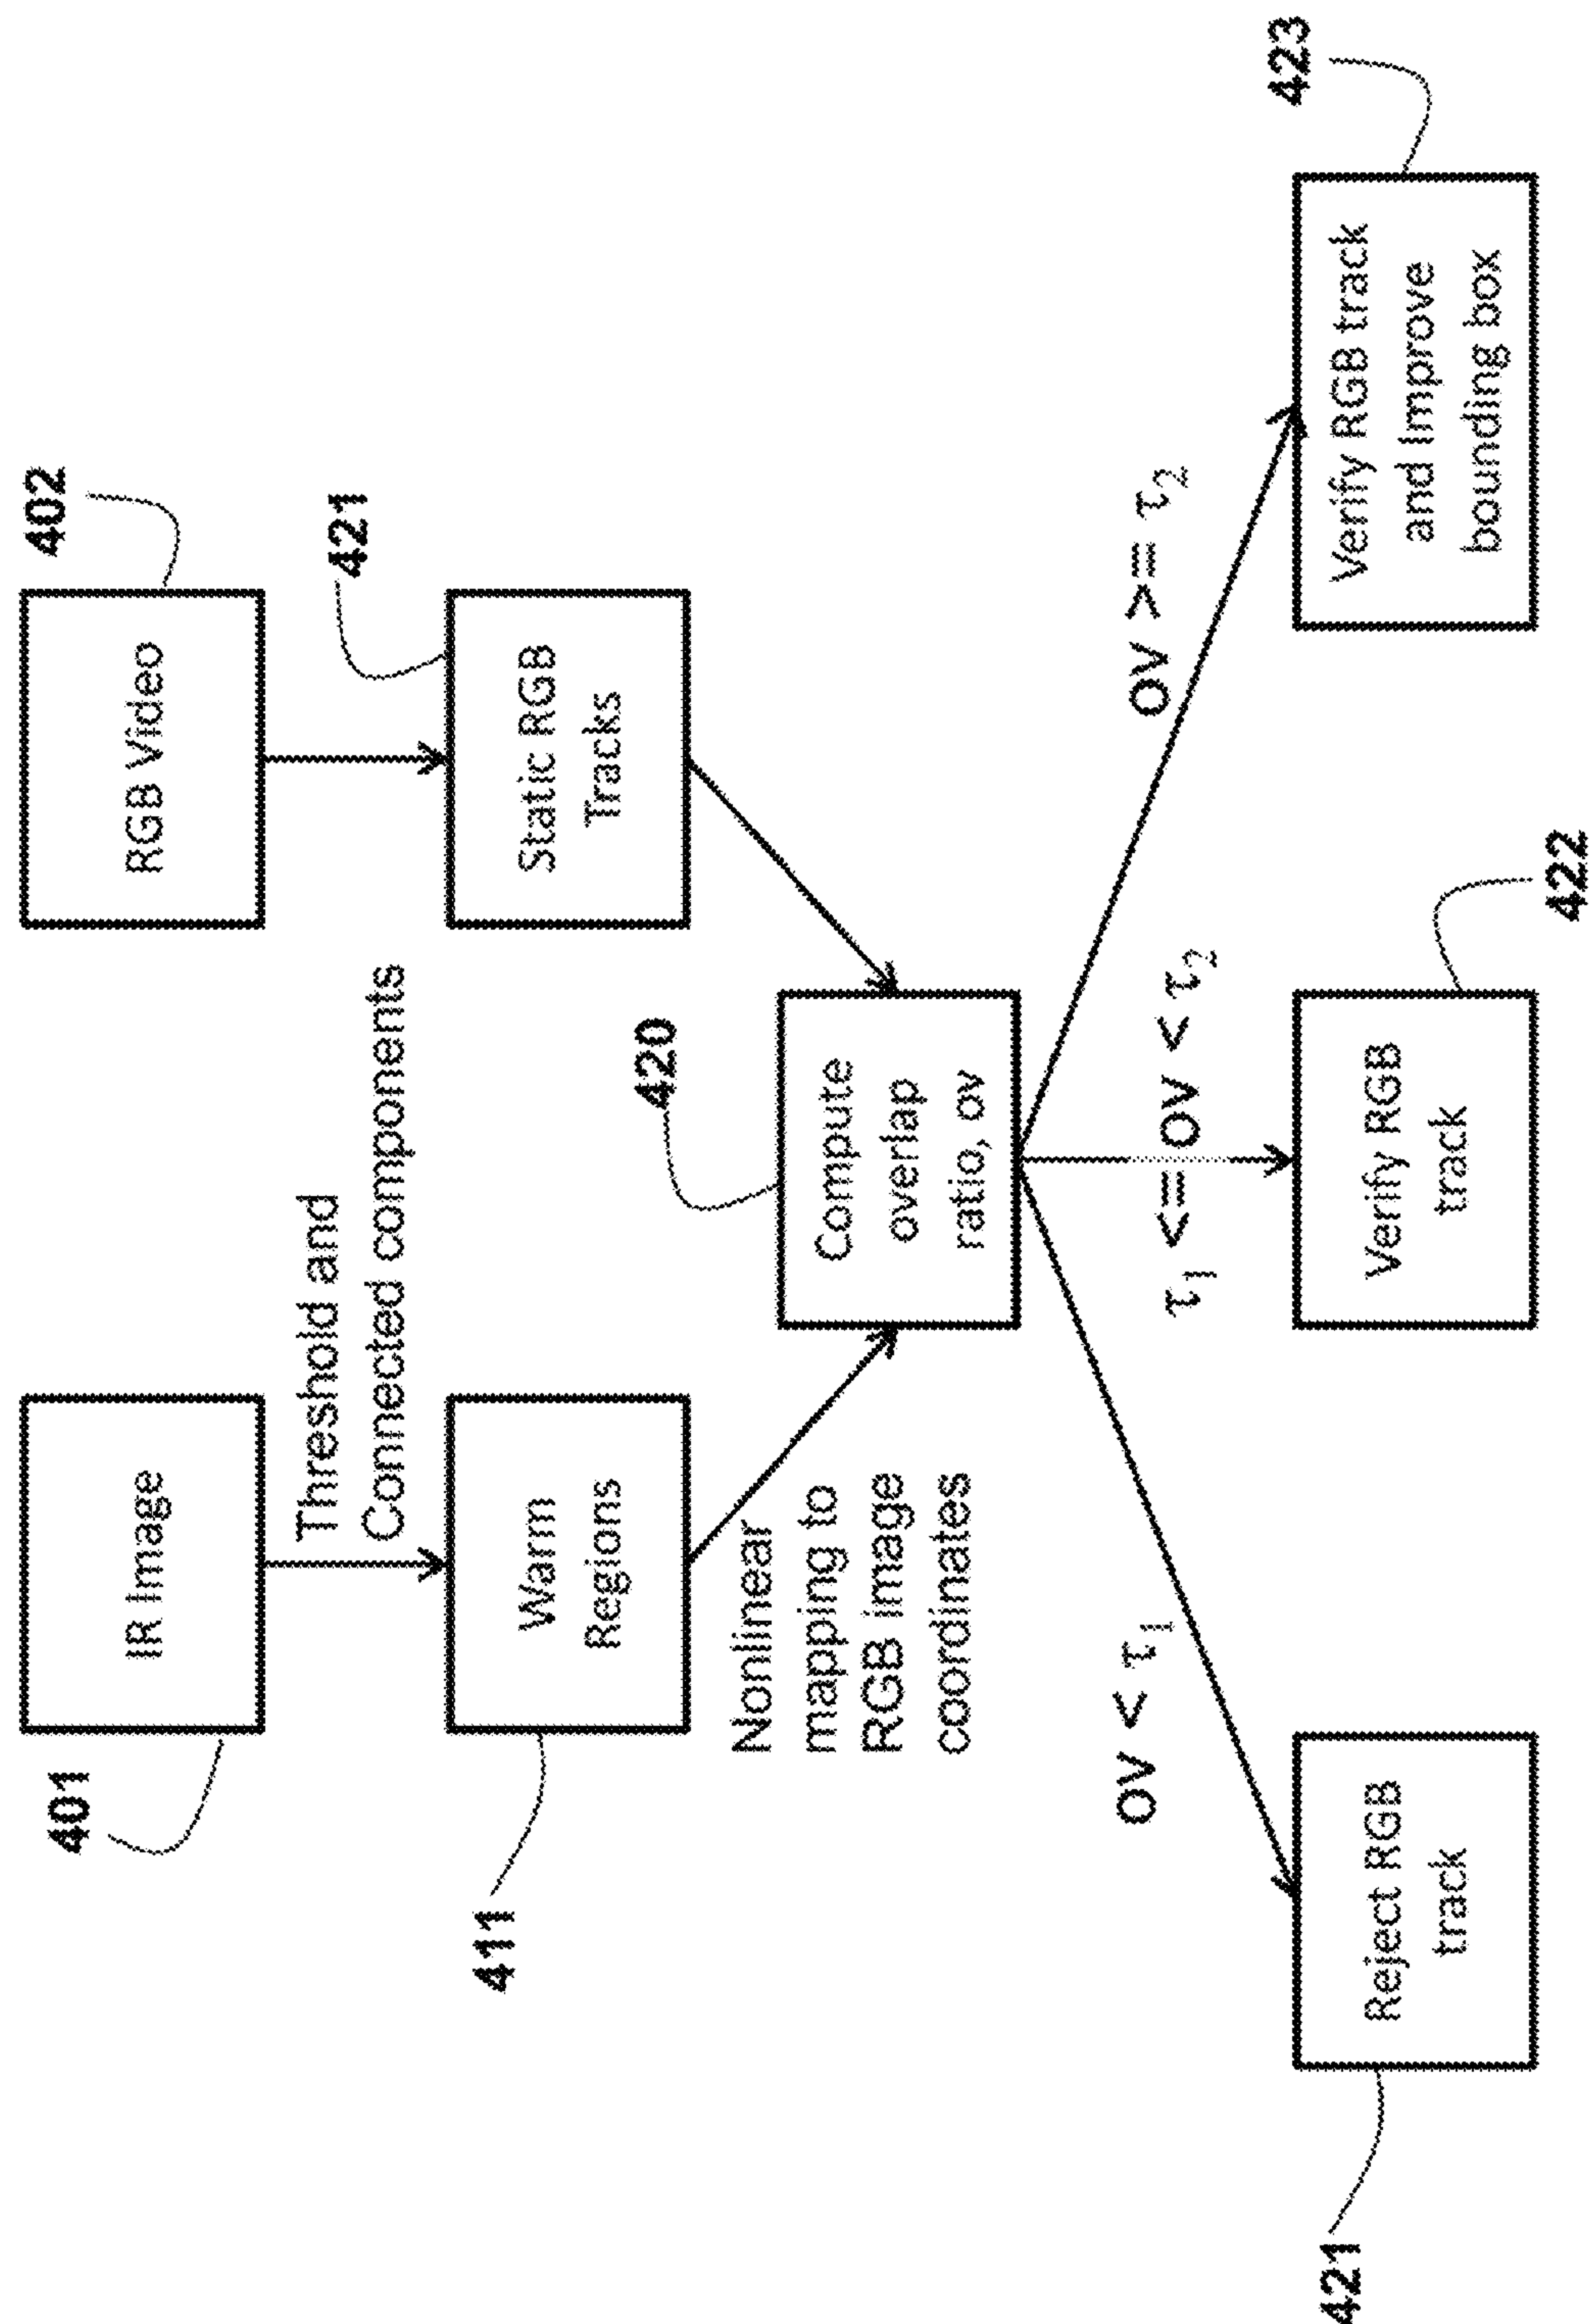 401
IR Image
RGB Video
402
Threshold and
Connected components
411
Warm
Regions
Static RGB
Tracks
421
Nonlinear
mapping to
RGB image
coordinates
420
Compute
overlap
ratio, ov
ov < τ1
τ1 <= ov < τ2
ov >= τ2
421
Reject RGB
track
Verify RGB
track
422
Verify RGB track
and Improve
bounding box
423